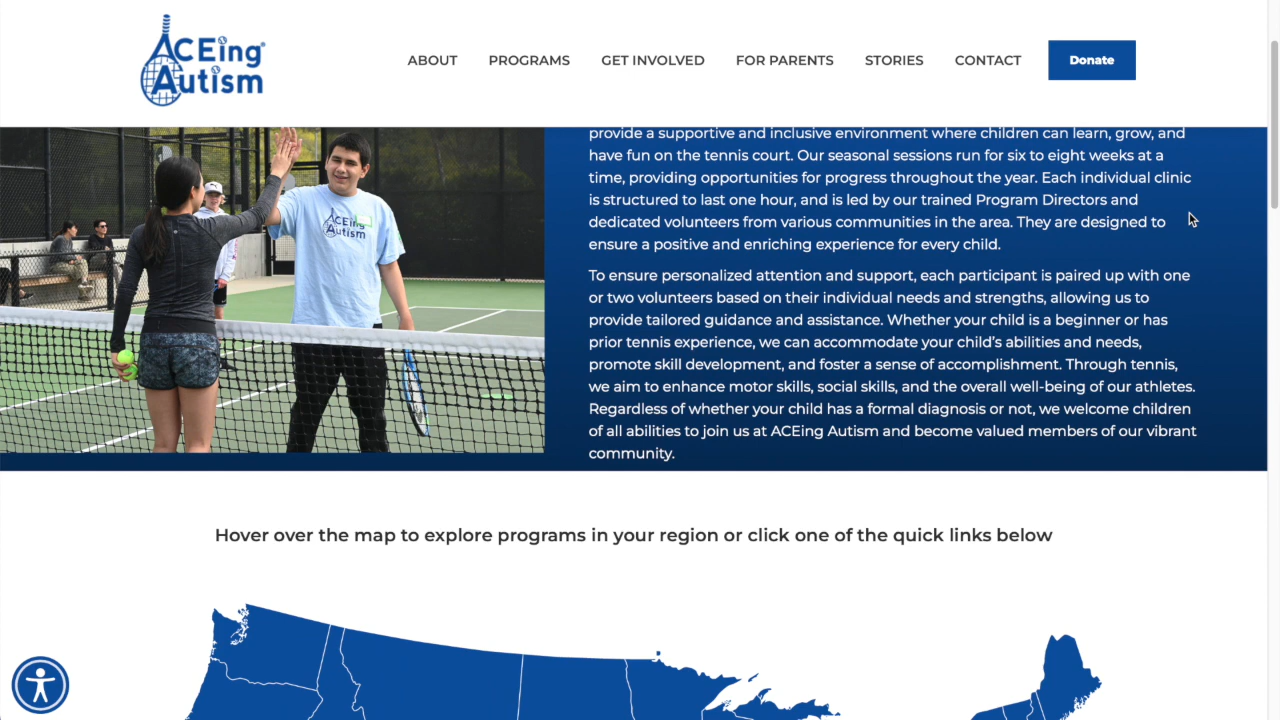 ACEing
Autism
ABOUT PROGRAMS GET INVOLVED FOR PARENTS STORIES CONTACT Donate
provide a supportive and inclusive environment where children can learn, grow, and
have fun on the tennis court. Our seasonal sessions run for six to eight weeks at a
time, providing opportunities for progress throughout the year. Each individual clinic
is structured to last one hour, and is led by our trained Program Directors and
dedicated volunteers from various communities in the area. They are designed to
ensure a positive and enriching experience for every child.
To ensure personalized attention and support, each participant is paired up with one
or two volunteers based on their individual needs and strengths, allowing us to
provide tailored guidance and assistance. Whether your child is a beginner or has
prior tennis experience, we can accommodate your child’s abilities and needs,
promote skill development, and foster a sense of accomplishment. Through tennis,
we aim to enhance motor skills, social skills, and the overall well-being of our athletes.
Regardless of whether your child has a formal diagnosis or not, we welcome children
of all abilities to join us at ACEing Autism and become valued members of our vibrant
community.
ACEing
Autism
Hover over the map to explore programs in your region or click one of the quick links below